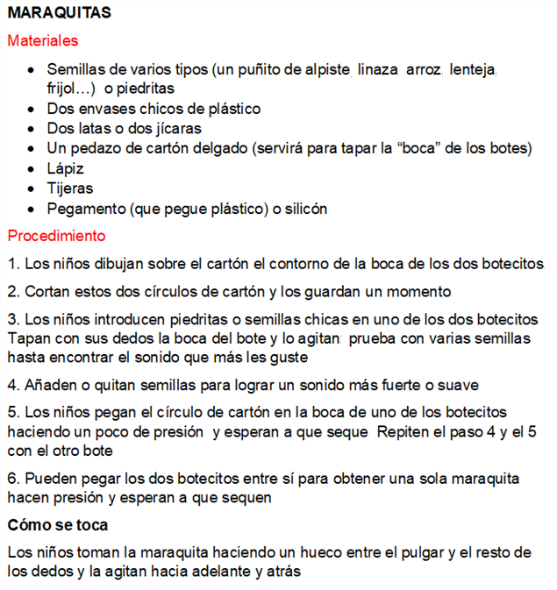 MARAQUITAS
Materiales
• Semillas de varios tipos (un puñito de alpiste linaza arroz lenteja
frijol…) o piedritas
• Dos envases chicos de plástico
• Dos latas o dos jícaras
• Un pedazo de cartón delgado (servirá para tapar la “boca” de los botes)
• Lápiz
• Tijeras
• Pegamento (que pegue plástico) o silicón
Procedimiento
1. Los niños dibujan sobre el cartón el contorno de la boca de los dos botecitos
2. Cortan estos dos círculos de cartón y los guardan un momento
3. Los niños introducen piedritas o semillas chicas en uno de los dos botecitos
Tapan con sus dedos la boca del bote y lo agitan prueba con varias semillas
hasta encontrar el sonido que más les guste
4. Añaden o quitan semillas para lograr un sonido más fuerte o suave
5. Los niños pegan el círculo de cartón en la boca de uno de los botecitos
haciendo un poco de presión y esperan a que seque Repiten el paso 4 y el 5
con el otro bote
6. Pueden pegar los dos botecitos entre sí para obtener una sola maraquita
hacen presión y esperan a que sequen
Cómo se toca
Los niños toman la maraquita haciendo un hueco entre el pulgar y el resto de
los dedos y la agitan hacia adelante y atrás